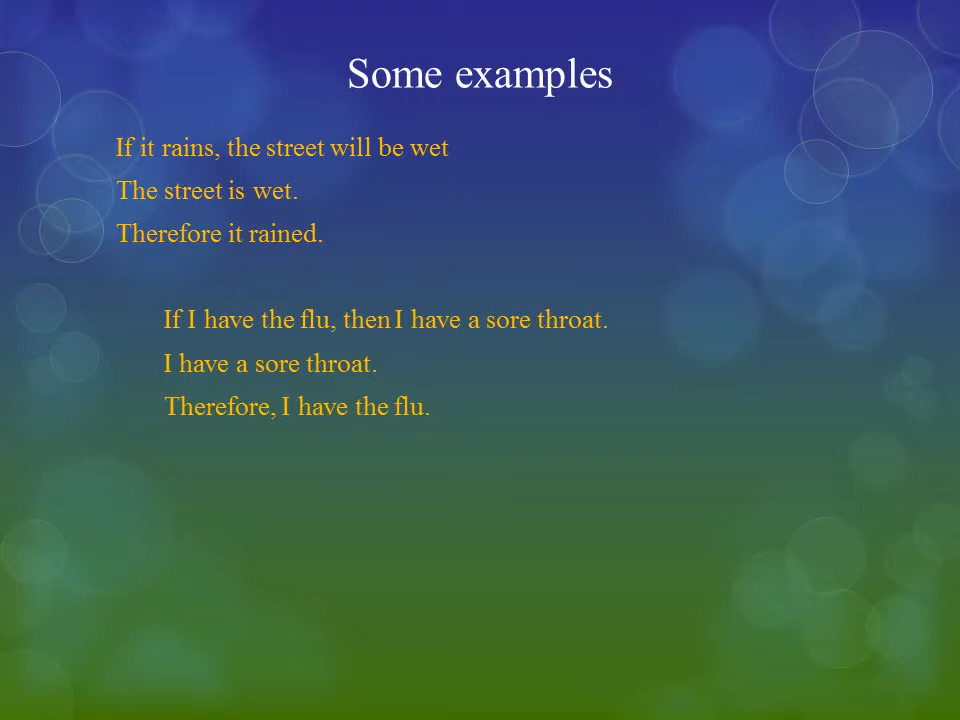 Some examples
If it rains, the street will be wet
The street is wet.
Therefore it rained.
If I have the flu, then I have a sore throat.
I have a sore throat.
Therefore, I have the flu.